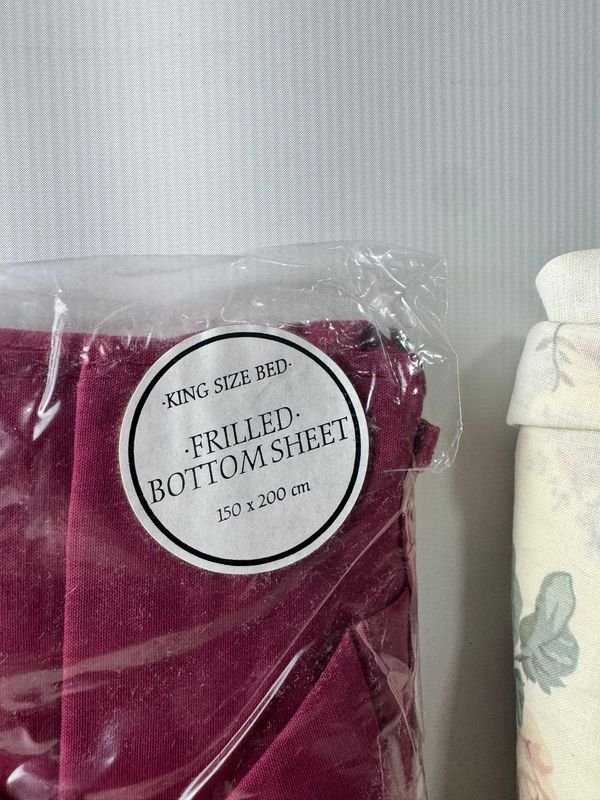 ·KING SIZE BED·
·FRILLED·
BOTTOM SHEET
150 x 200 cm